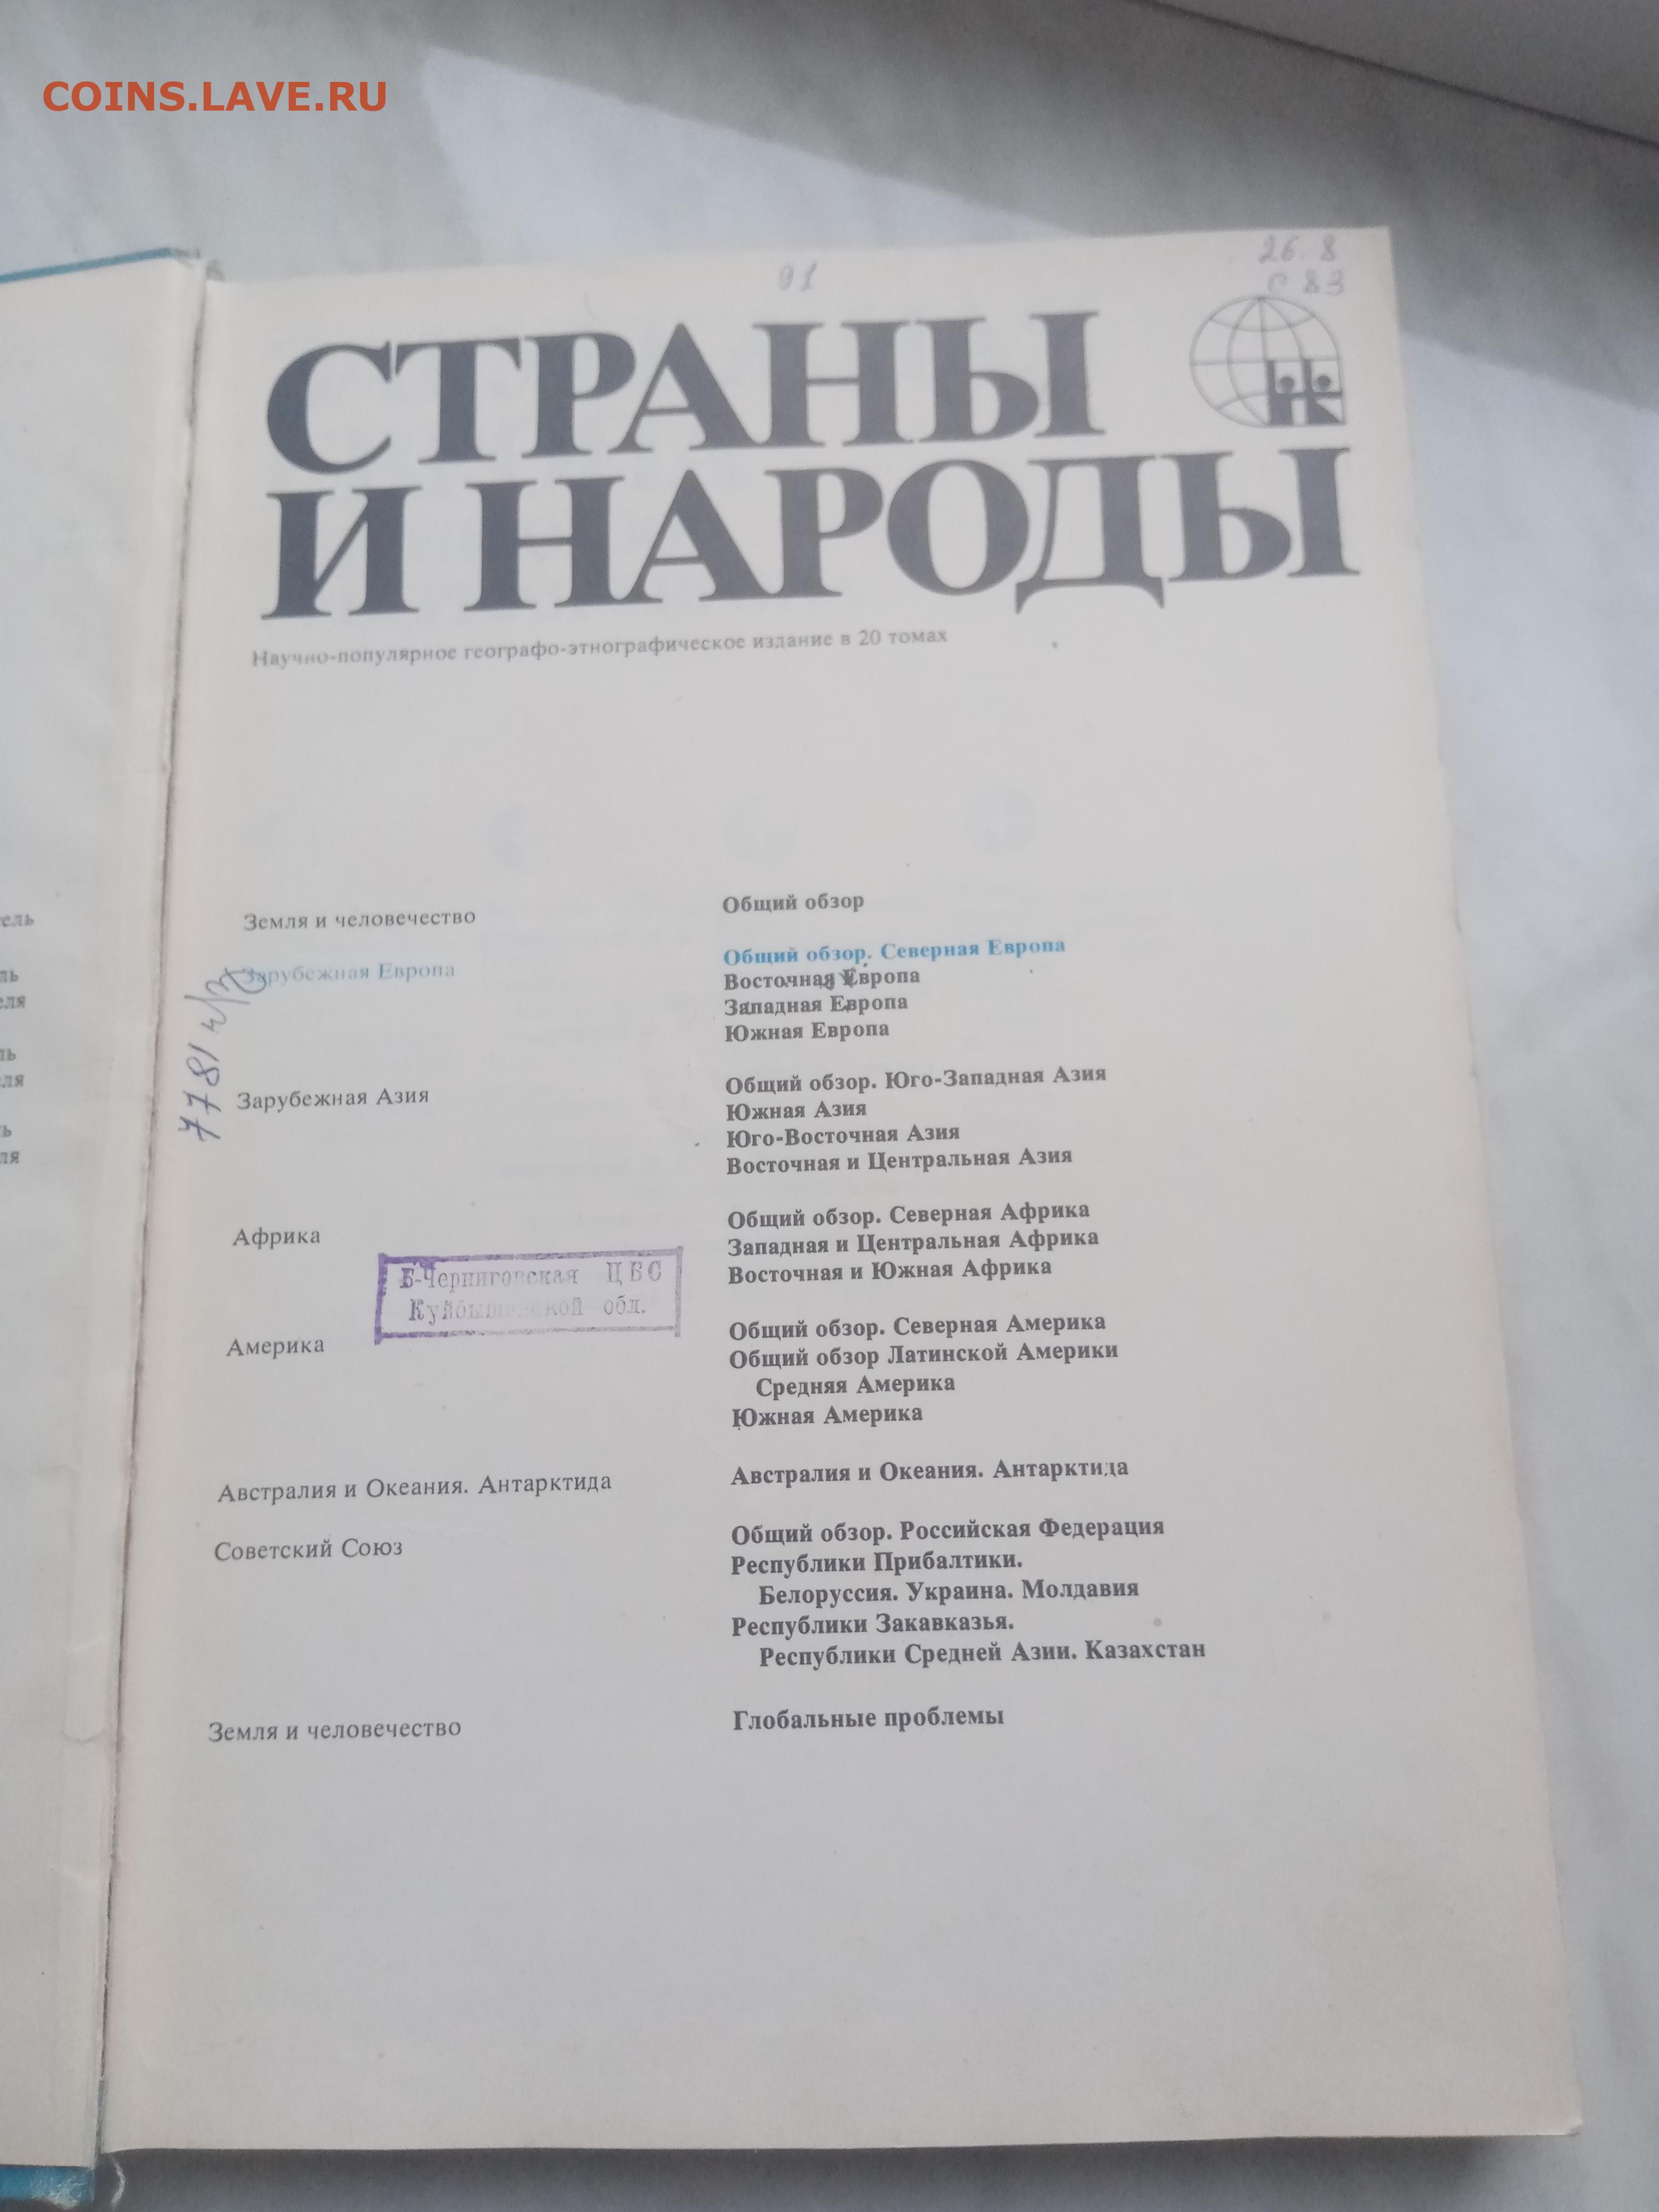 COINS.LAVE.RU
91
26.8
С 83
СТРАНЫ
И НАРОДЫ
Научно-популярное географо-этнографическое издание в 20 томах
Земля и человечество
Общий обзор
Зарубежная Европа
Общий обзор. Северная Европа
Восточная Европа
Западная Европа
Южная Европа
7781
Зарубежная Азия
Общий обзор. Юго-Западная Азия
Южная Азия
Юго-Восточная Азия
Восточная и Центральная Азия
Африка
Общий обзор. Северная Африка
Западная и Центральная Африка
Восточная и Южная Африка
Б-Черниговская ЦБС
Куйбышевской обл.
Америка
Общий обзор. Северная Америка
Общий обзор Латинской Америки
Средняя Америка
Южная Америка
Австралия и Океания. Антарктида
Австралия и Океания. Антарктида
Советский Союз
Общий обзор. Российская Федерация
Республики Прибалтики.
Белоруссия. Украина. Молдавия
Республики Закавказья.
Республики Средней Азии. Казахстан
Земля и человечество
Глобальные проблемы